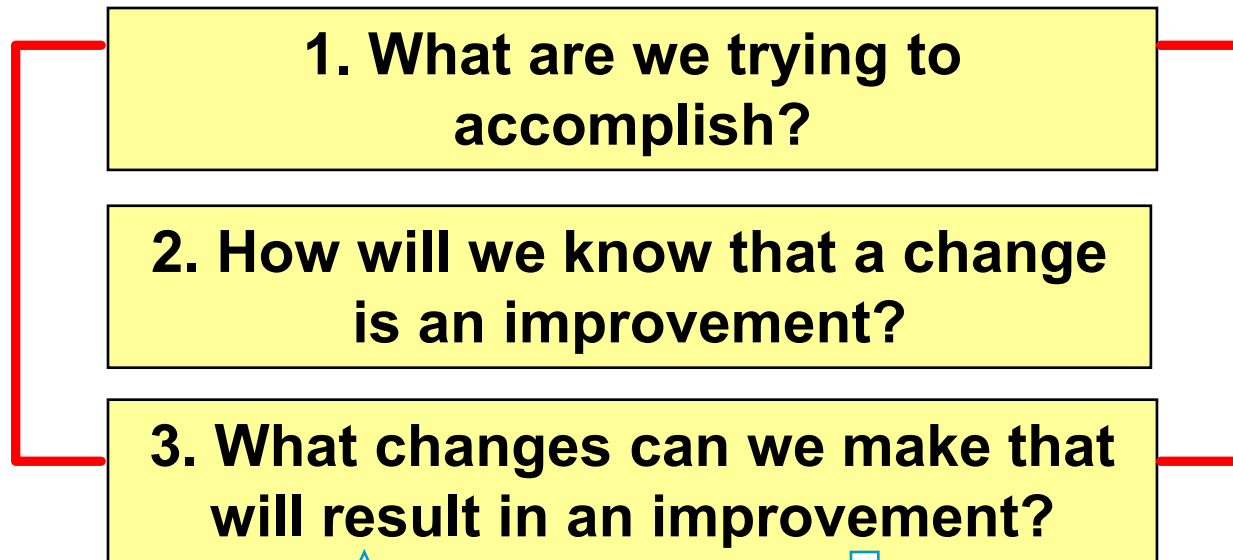 1. What are we trying to
accomplish?
2. How will we know that a change
is an improvement?
3. What changes can we make that
will result in an improvement?